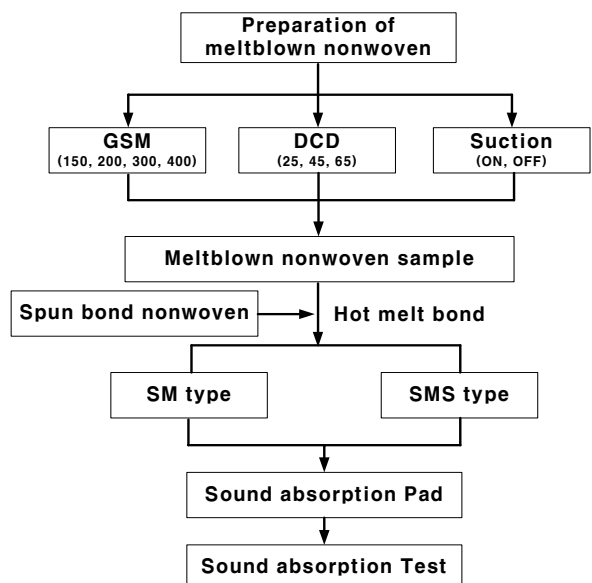 Preparation of
meltblown nonwoven
GSM
(150, 200, 300, 400)
DCD
(25, 45, 65)
Suction
(ON, OFF)
Meltblown nonwoven sample
Spun bond nonwoven
Hot melt bond
SM type
SMS type
Sound absorption Pad
Sound absorption Test